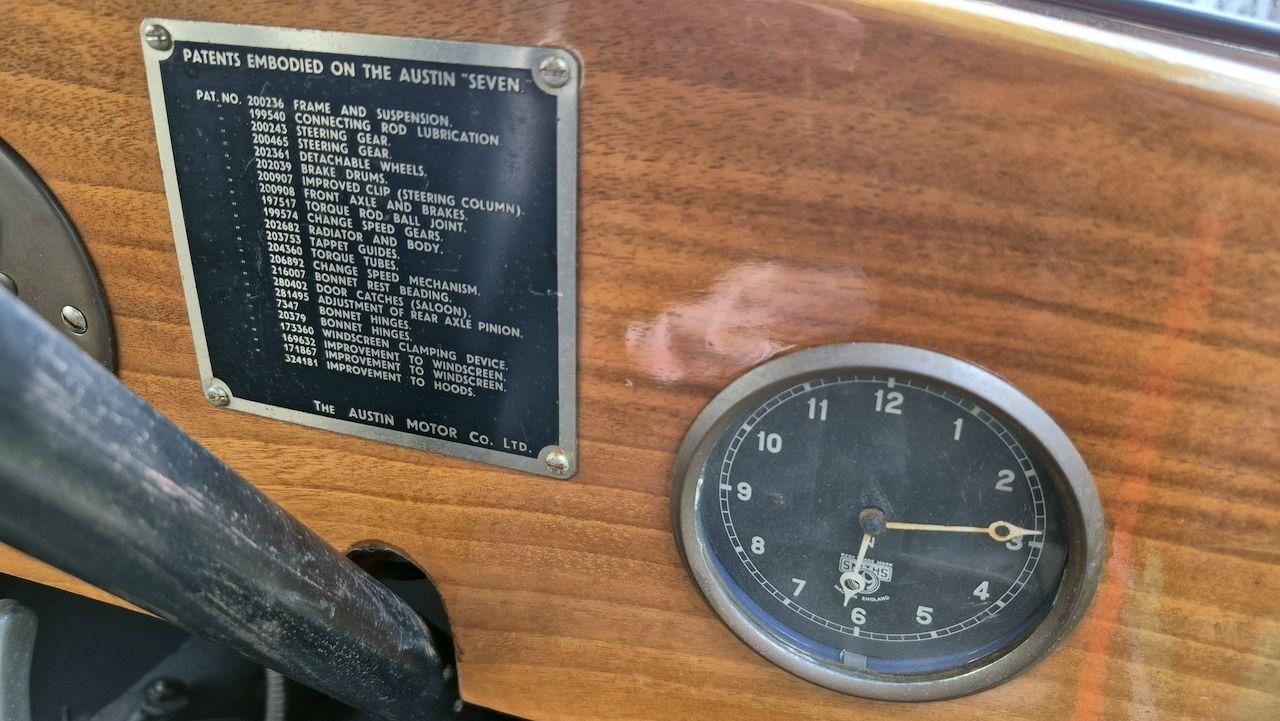 PATENTS EMBODIED ON THE AUSTIN "SEVEN."
PAT. NO. 200236 FRAME AND SUSPENSION.
" 199540 CONNECTING ROD LUBRICATION.
" 200243 STEERING GEAR.
" 200465 STEERING GEAR.
" 202361 DETACHABLE WHEELS.
" 202039 BRAKE DRUMS.
" 200907 IMPROVED CLIP (STEERING COLUMN).
" 200908 FRONT AXLE AND BRAKES.
" 197517 TORQUE ROD BALL JOINT.
" 199574 CHANGE SPEED GEARS.
" 202682 RADIATOR AND BODY.
" 203753 TAPPET GUIDES.
" 204360 TORQUE TUBES.
" 206892 CHANGE SPEED MECHANISM.
" 216007 BONNET REST BEADING.
" 280402 DOOR CATCHES (SALOON).
" 281495 ADJUSTMENT OF REAR AXLE PINION.
" 7347 BONNET HINGES.
" 20379 BONNET HINGES.
" 173360 WINDSCREEN CLAMPING DEVICE.
" 169632 IMPROVEMENT TO WINDSCREEN.
" 171867 IMPROVEMENT TO WINDSCREEN.
" 324181 IMPROVEMENT TO HOODS.
THE AUSTIN MOTOR CO. LTD.
12
11 1
10 2
9 3
8 4
7 5
6
SMITHS
ENGLAND